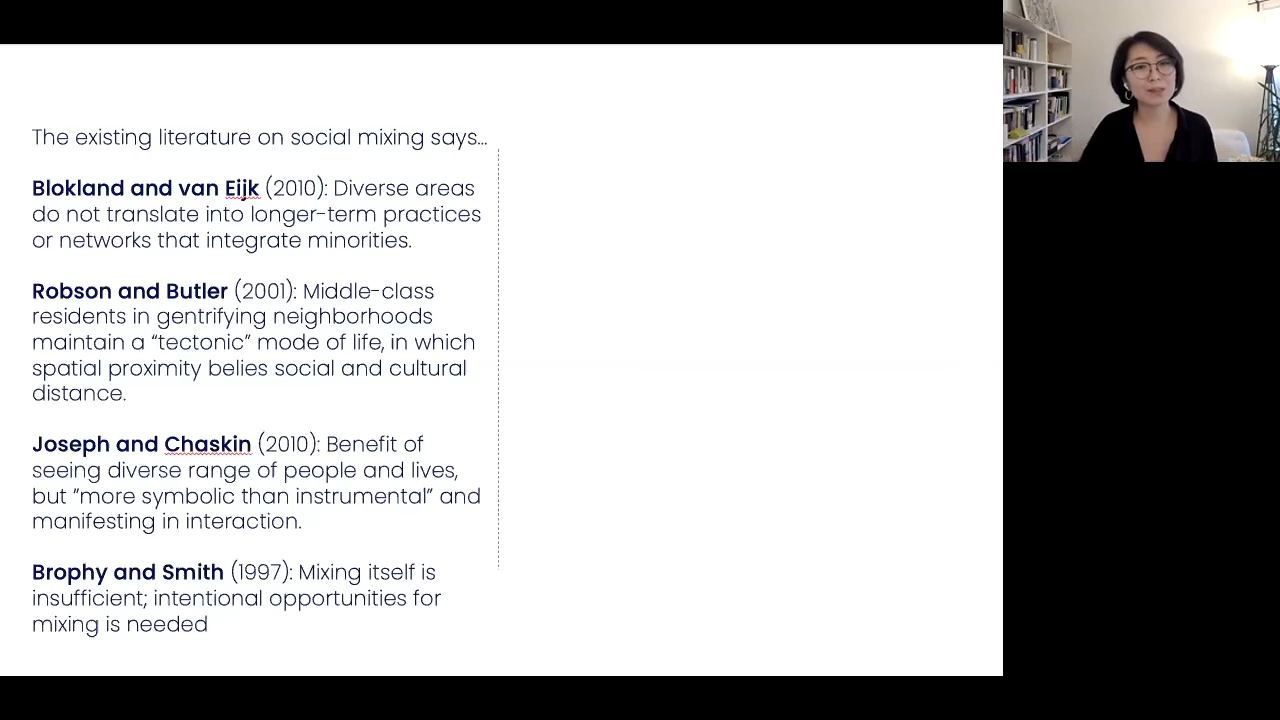 The existing literature on social mixing says...
Blokland and van Eijk (2010): Diverse areas
do not translate into longer-term practices
or networks that integrate minorities.
Robson and Butler (2001): Middle-class
residents in gentrifying neighborhoods
maintain a “tectonic” mode of life, in which
spatial proximity belies social and cultural
distance.
Joseph and Chaskin (2010): Benefit of
seeing diverse range of people and lives,
but ”more symbolic than instrumental” and
manifesting in interaction.
Brophy and Smith (1997): Mixing itself is
insufficient; intentional opportunities for
mixing is needed